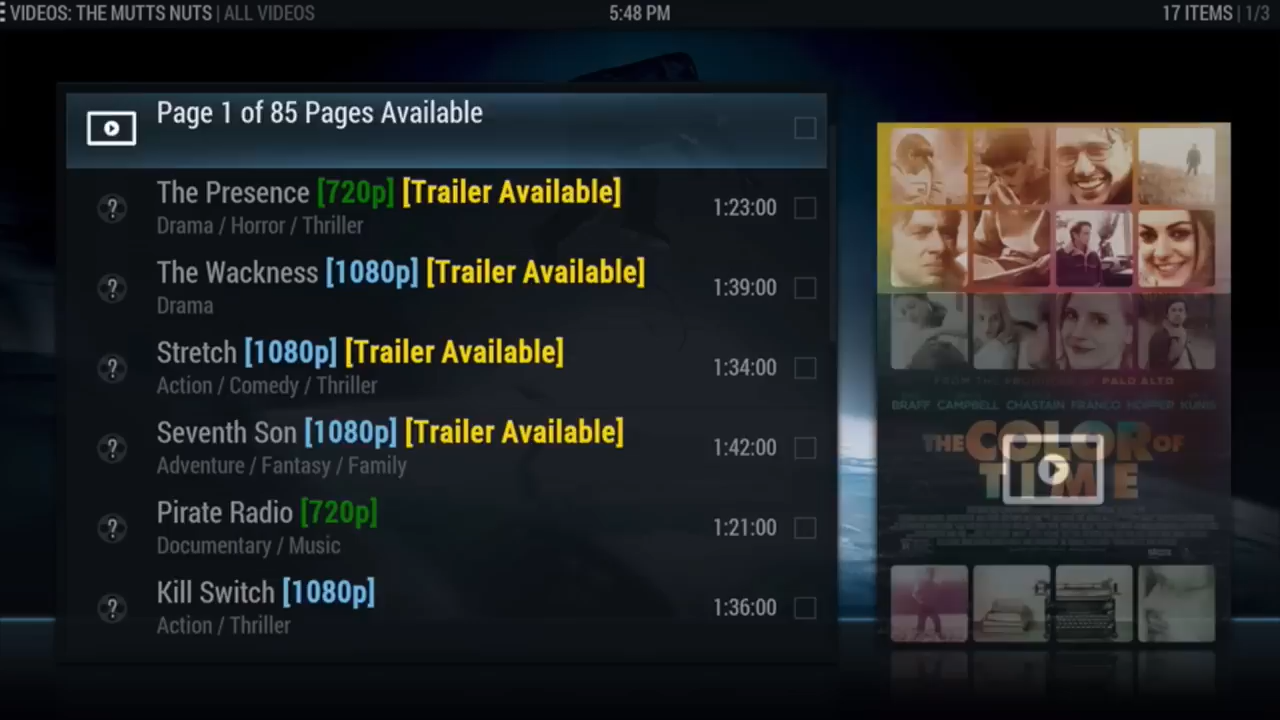 VIDEOS: THE MUTTS NUTS | ALL VIDEOS
5:48 PM
17 ITEMS | 1/3
Page 1 of 85 Pages Available
The Presence [720p] [Trailer Available]
Drama / Horror / Thriller
1:23:00
The Wackness [1080p] [Trailer Available]
Drama
1:39:00
Stretch [1080p] [Trailer Available]
Action / Comedy / Thriller
1:34:00
Seventh Son [1080p] [Trailer Available]
Adventure / Fantasy / Family
1:42:00
Pirate Radio [720p]
Documentary / Music
1:21:00
Kill Switch [1080p]
Action / Thriller
1:36:00
FROM THE PRODUCER OF PALO ALTO
BRAFF CAMPBELL CHASTAIN FRANCO HOPPER KUNIS
THE COLOR OF
TIME